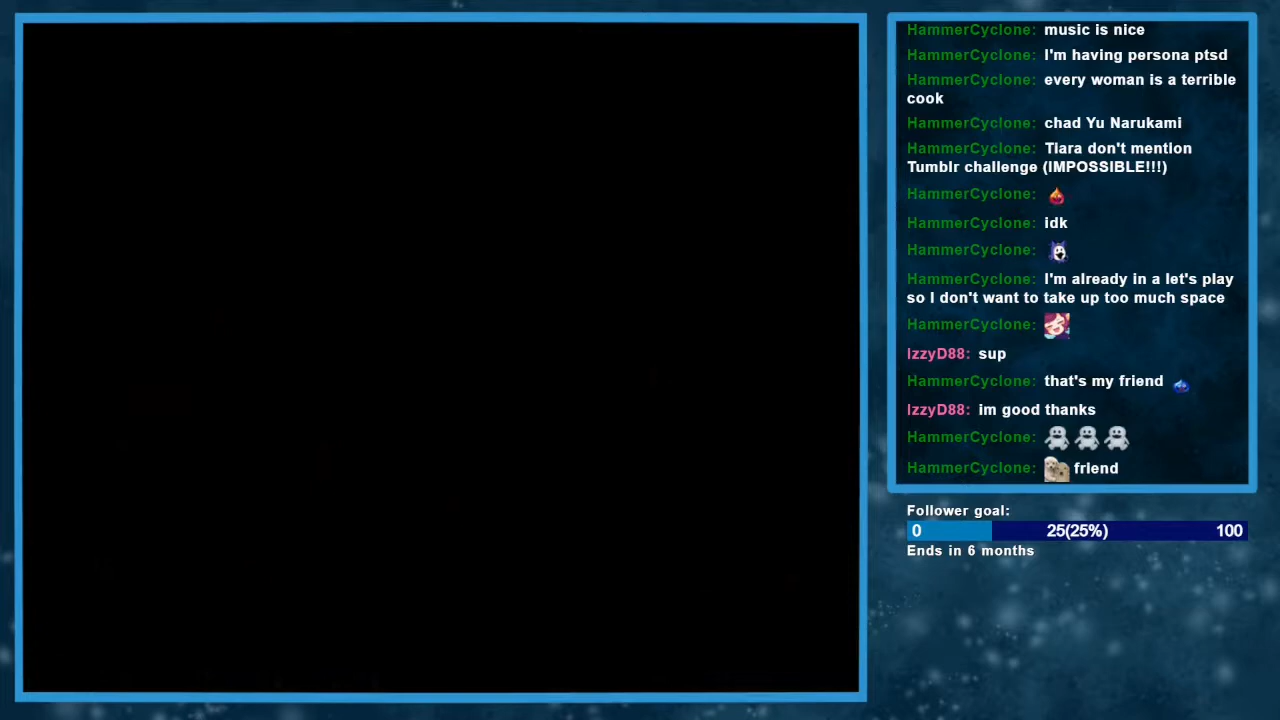 HammerCyclone: music is nice
HammerCyclone: I'm having persona ptsd
HammerCyclone: every woman is a terrible
cook
HammerCyclone: chad Yu Narukami
HammerCyclone: Tiara don't mention
Tumblr challenge (IMPOSSIBLE!!!)
HammerCyclone:
HammerCyclone: idk
HammerCyclone:
HammerCyclone: I'm already in a let's play
so I don't want to take up too much space
HammerCyclone:
IzzyD88: sup
HammerCyclone: that's my friend
IzzyD88: im good thanks
HammerCyclone:
HammerCyclone: friend
Follower goal:
0 25(25%) 100
Ends in 6 months